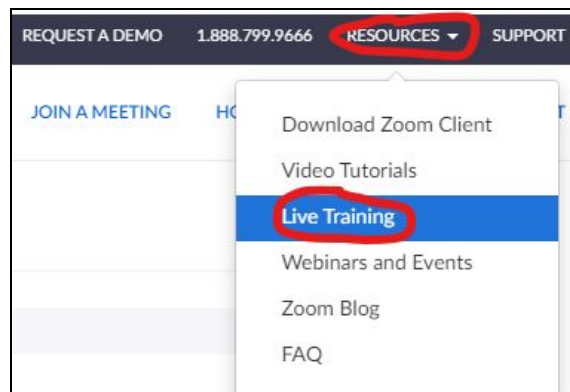 REQUEST A DEMO 1.888.799.9666 RESOURCES SUPPORT
JOIN A MEETING
Download Zoom Client
Video Tutorials
Live Training
Webinars and Events
Zoom Blog
FAQ